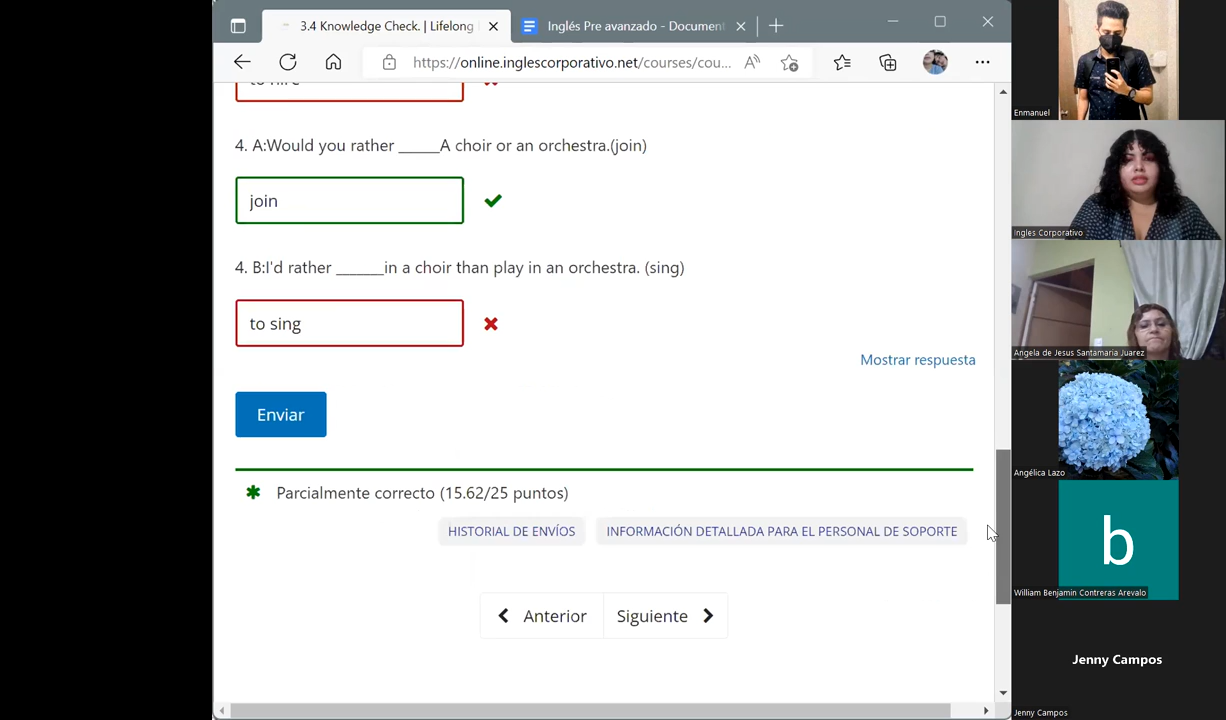 3.4 Knowledge Check. | Lifelong
Inglés Pre avanzado - Document
https://online.inglescorporativo.net/courses/cou...
to hire
4. A:Would you rather _____A choir or an orchestra.(join)
join
4. B:I'd rather ______in a choir than play in an orchestra. (sing)
to sing
Mostrar respuesta
Enviar
Parcialmente correcto (15.62/25 puntos)
HISTORIAL DE ENVÍOS
INFORMACIÓN DETALLADA PARA EL PERSONAL DE SOPORTE
Anterior
Siguiente
Enmanuel
Ingles Corporativo
Angela de Jesus Santamaria Juarez
Angélica Lazo
b
William Benjamin Contreras Arevalo
Jenny Campos
Jenny Campos